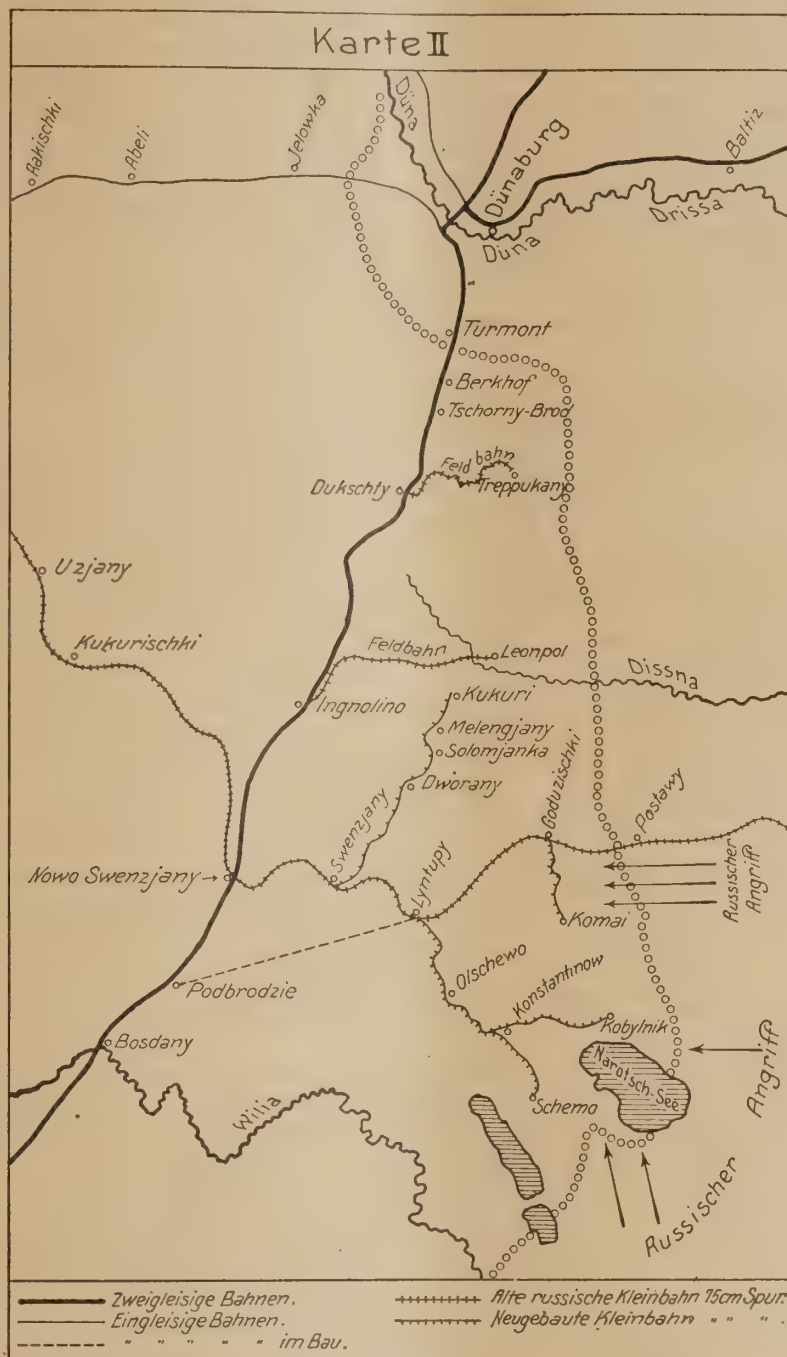 Karte II
Rakischki
Abeli
Jelowka
Düna
Dünaburg
Baltiz
Düna
Drissa
Turmont
Berkhof
Tschorny-Brod
Feldbahn
Dukschty
Treppukany
Uzjany
Kukurischki
Feldbahn
Leonpol
Dissna
Ingnolino
Kukuri
Melengjany
Solomjanka
Dworany
Goduzischki
Postawy
Swenzjany
Nowo Swenzjany →
Lyntupy
Russischer
Angriff
Komai
Podbrodzie
Olschewo
Konstantinow
Kobylnik
Bosdany
Narotsch-See
Angriff
Wilia
Schemo
Russischer
Zweigleisige Bahnen.
Eingleisige Bahnen.
" " " " " im Bau.
Alte russische Kleinbahn 75cm Spur.
Neugebaute Kleinbahn " " ".